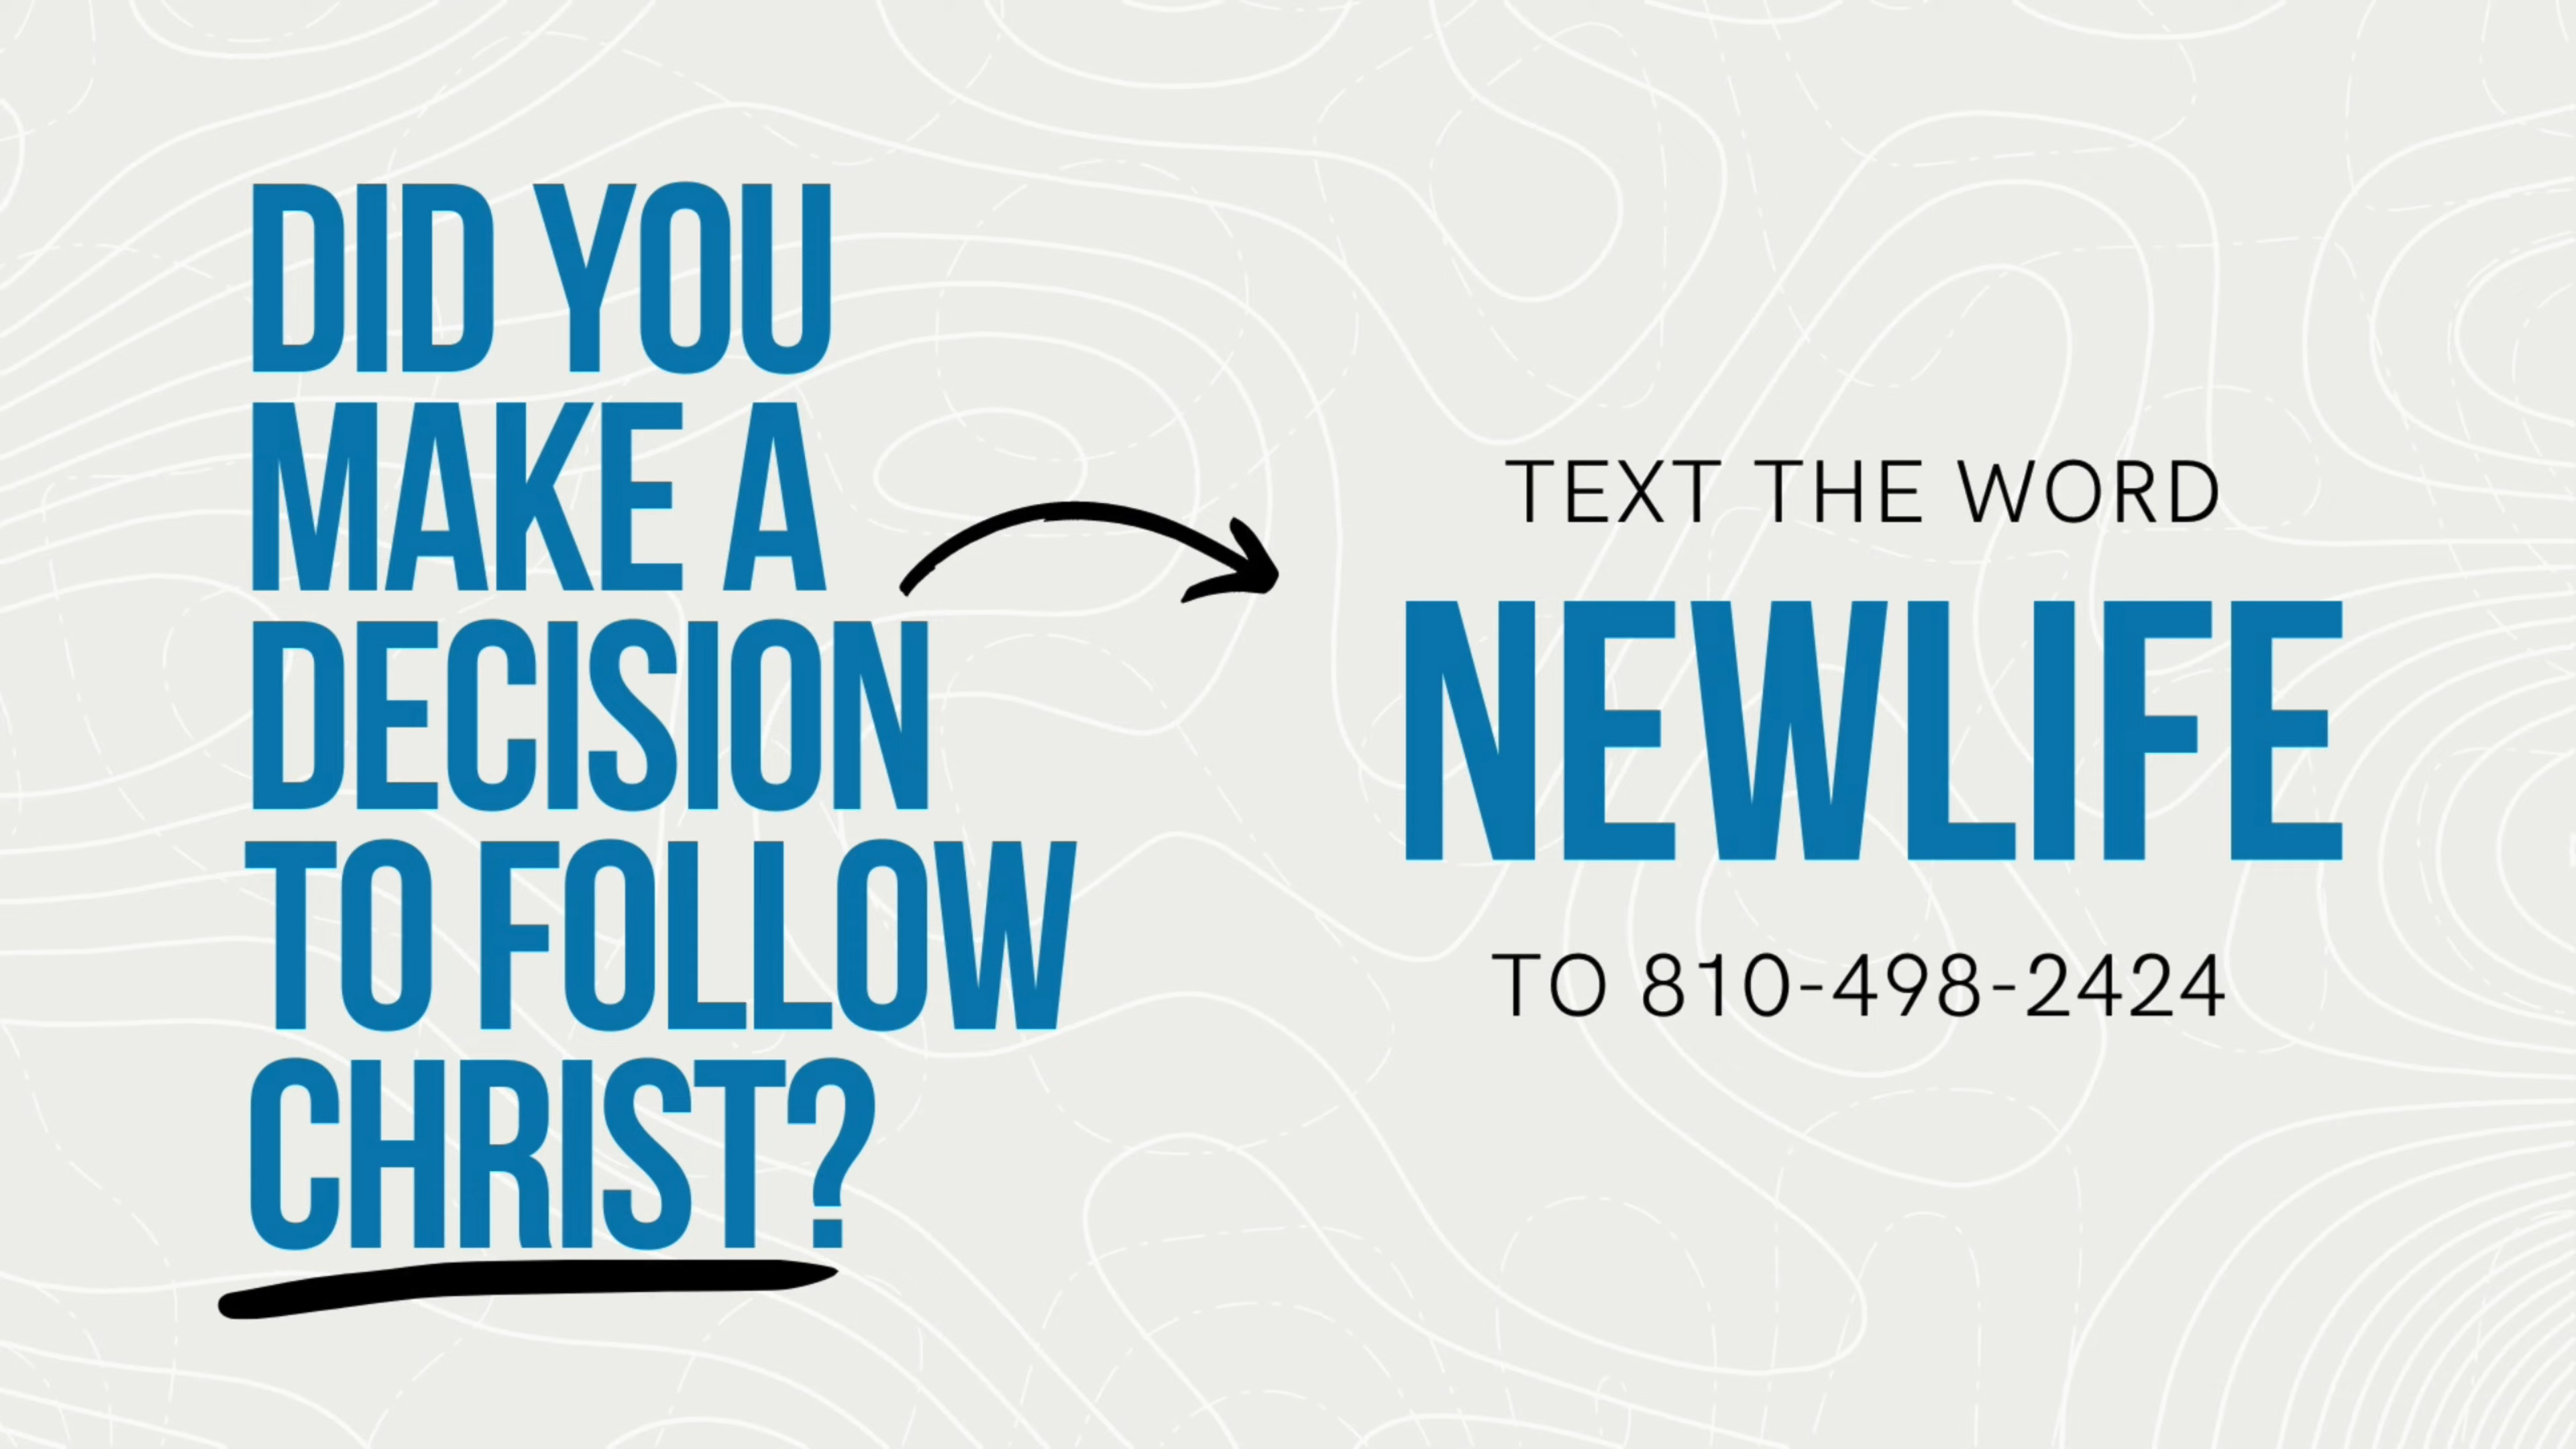 DID YOU
MAKE A
DECISION
TO FOLLOW
CHRIST?
TEXT THE WORD
NEWLIFE
TO 810-498-2424